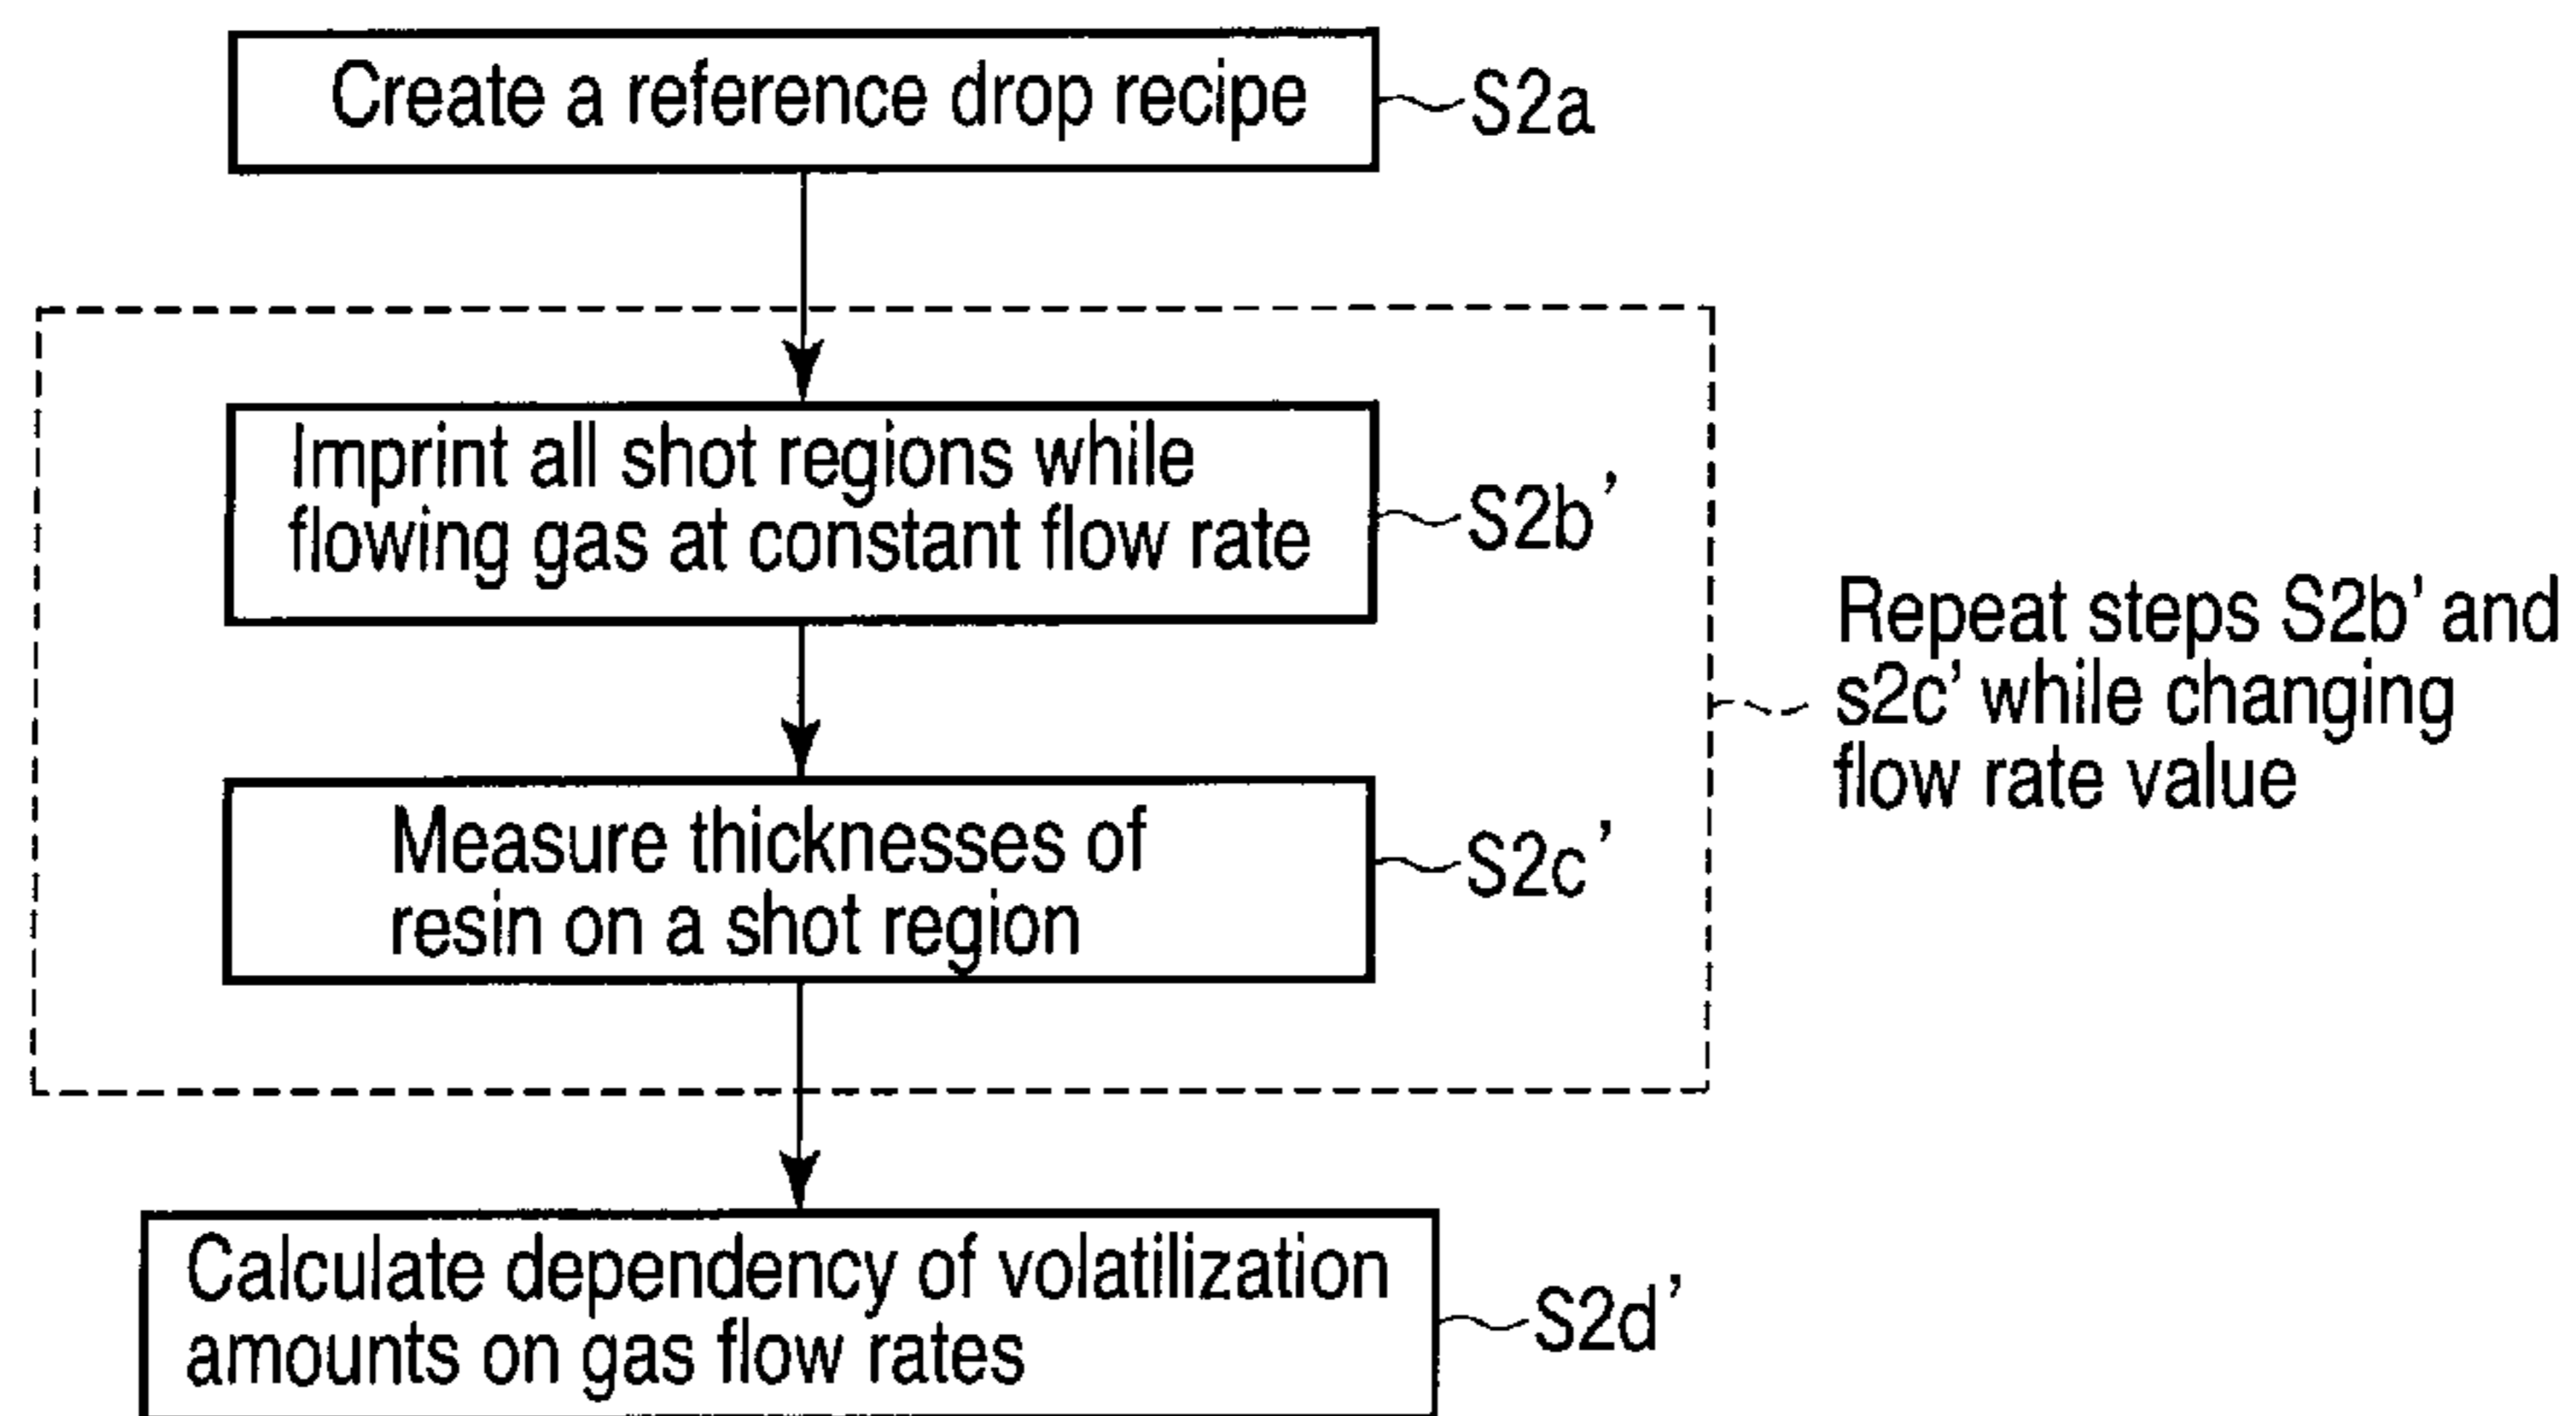 Create a reference drop recipe
S2a
Imprint all shot regions while
flowing gas at constant flow rate
S2b’
Measure thicknesses of
resin on a shot region
S2c’
Repeat steps S2b’ and
s2c’ while changing
flow rate value
Calculate dependency of volatilization
amounts on gas flow rates
S2d’